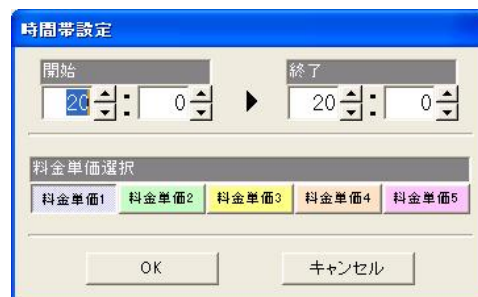 時間帯設定
開始 終了
20 : 0 ▶ 20 : 0
料金単価選択
料金単価1 料金単価2 料金単価3 料金単価4 料金単価5
OK キャンセル